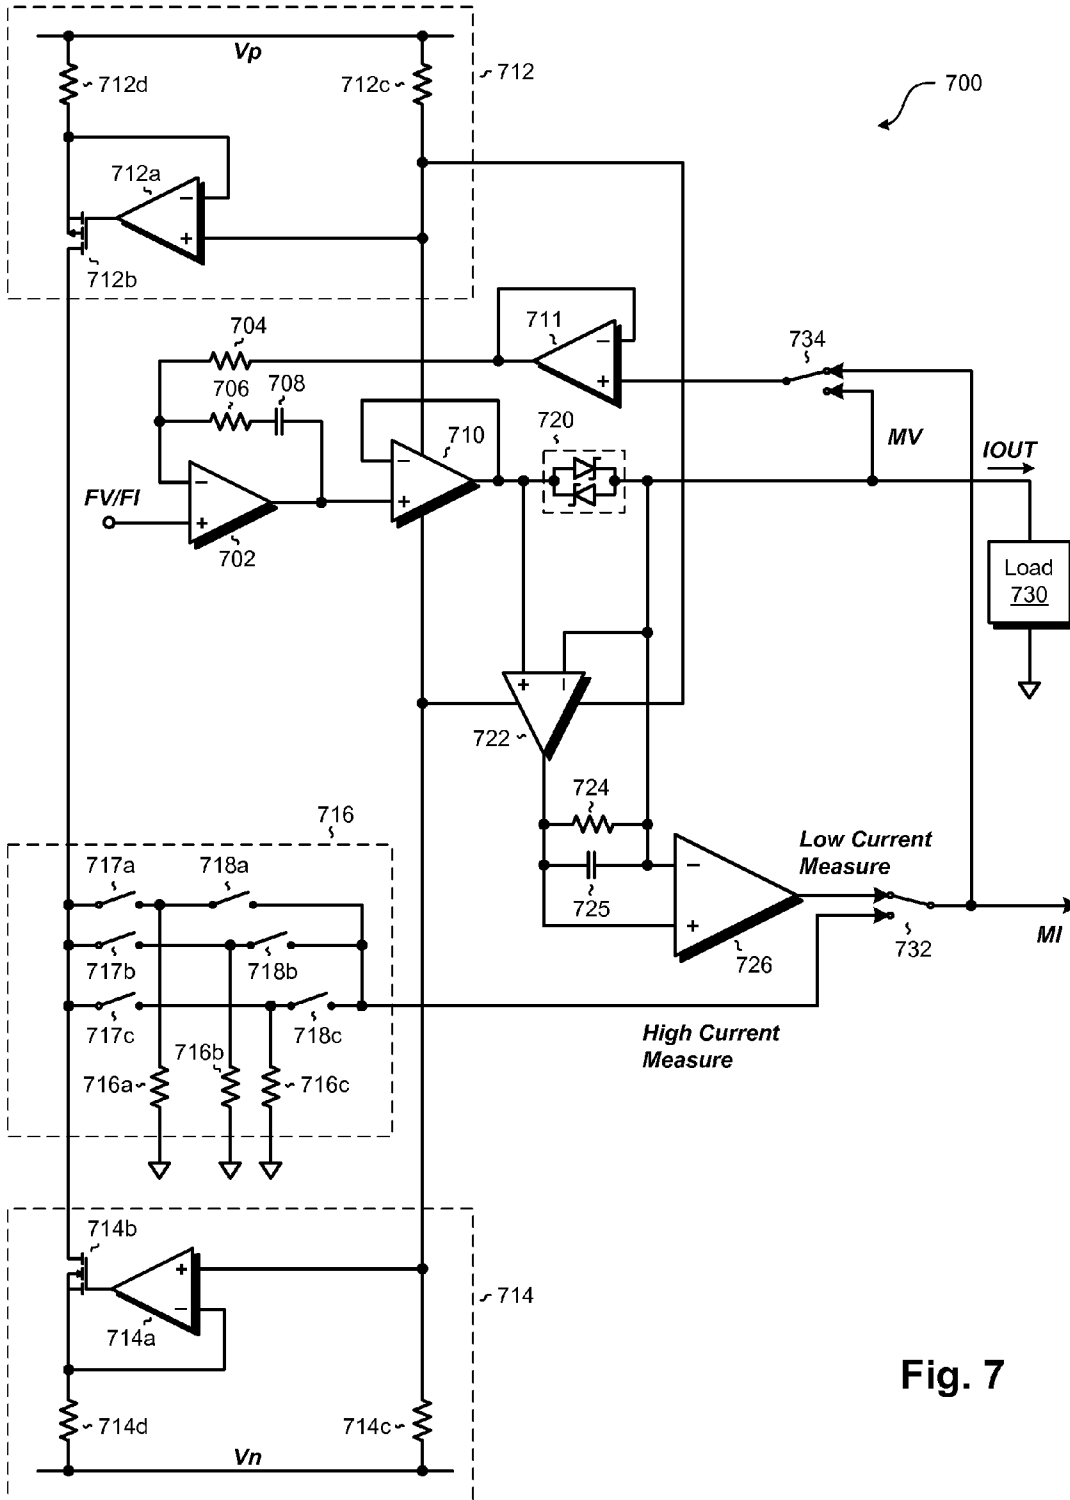 Vp
712d
712c
712
700
712a
−
+
712b
704
711
−
+
734
706
708
710
720
MV
IOUT
−
+
−
+
FV/FI
702
Load
730
+
−
722
724
716
725
Low Current
Measure
−
+
726
732
MI
717a
718a
717b
718b
717c
718c
High Current
Measure
716b
716a
716c
714b
+
−
714a
714
714d
714c
Vn
Fig. 7